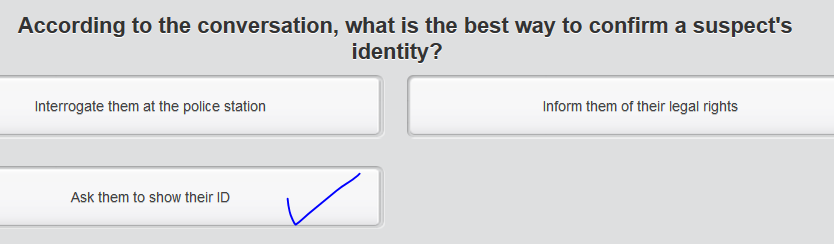 According to the conversation, what is the best way to confirm a suspect's
identity?
Interrogate them at the police station
Inform them of their legal rights
Ask them to show their ID